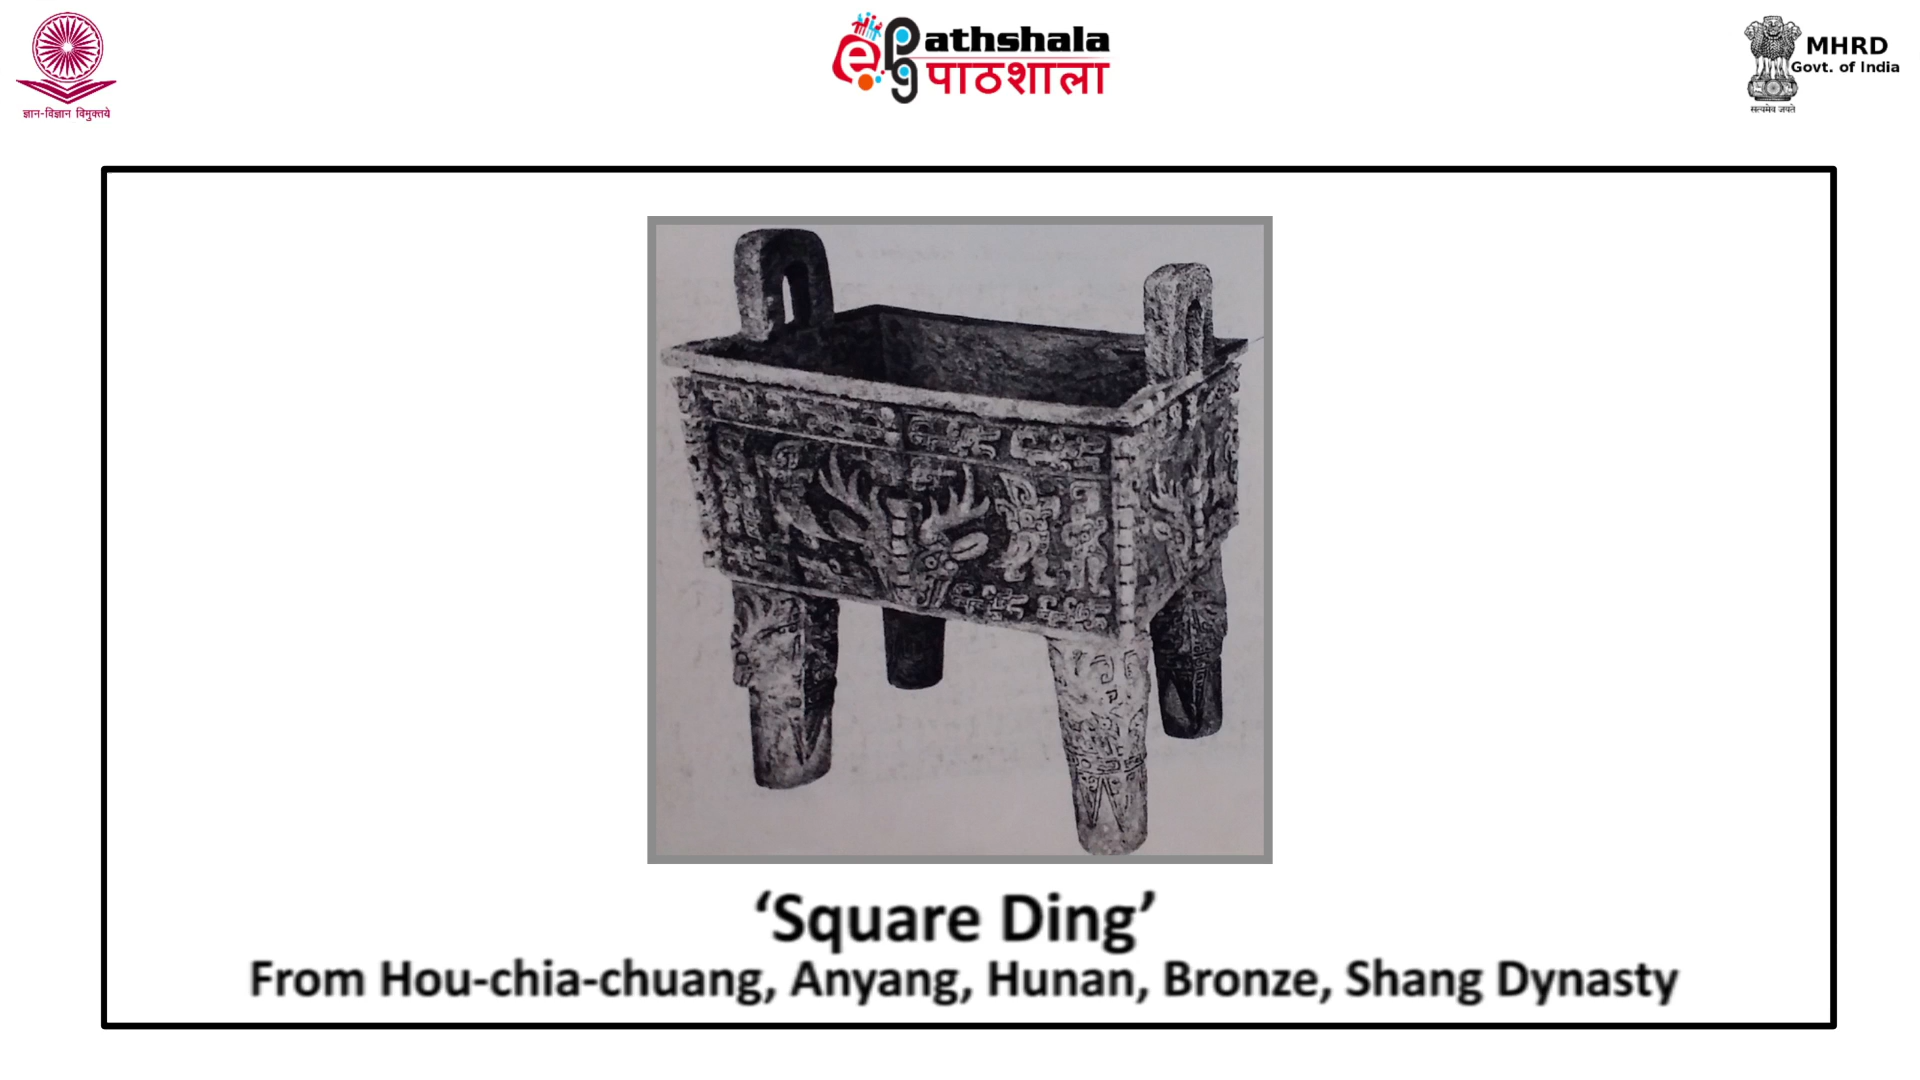 ज्ञान-विज्ञान विमुक्तये
e Pg athshala
पाठशाला
MHRD
Govt. of India
सत्यमेव जयते
‘Square Ding’
From Hou-chia-chuang, Anyang, Hunan, Bronze, Shang Dynasty